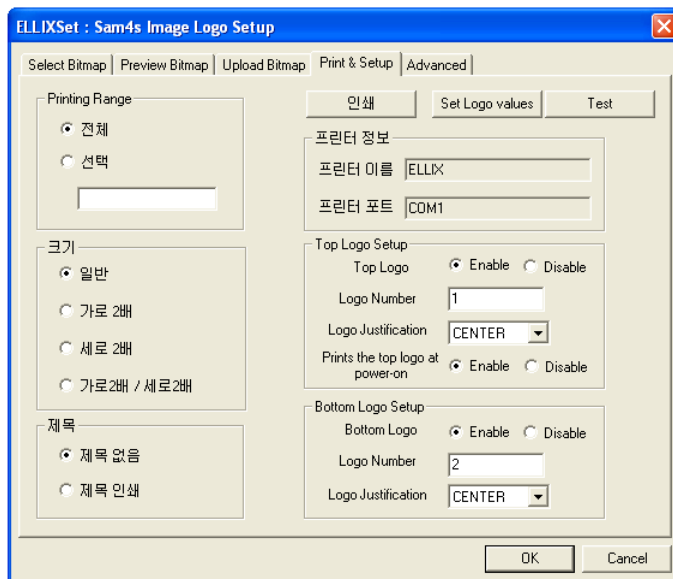 ELLIXSet : Sam4s Image Logo Setup
Select Bitmap
Preview Bitmap
Upload Bitmap
Print & Setup
Advanced
Printing Range
전체
선택
크기
일반
가로 2배
세로 2배
가로2배 / 세로2배
제목
제목 없음
제목 인쇄
인쇄
Set Logo values
Test
프린터 정보
프린터 이름 ELLIX
프린터 포트 COM1
Top Logo Setup
Top Logo Enable Disable
Logo Number 1
Logo Justification CENTER
Prints the top logo at
power-on Enable Disable
Bottom Logo Setup
Bottom Logo Enable Disable
Logo Number 2
Logo Justification CENTER
OK
Cancel